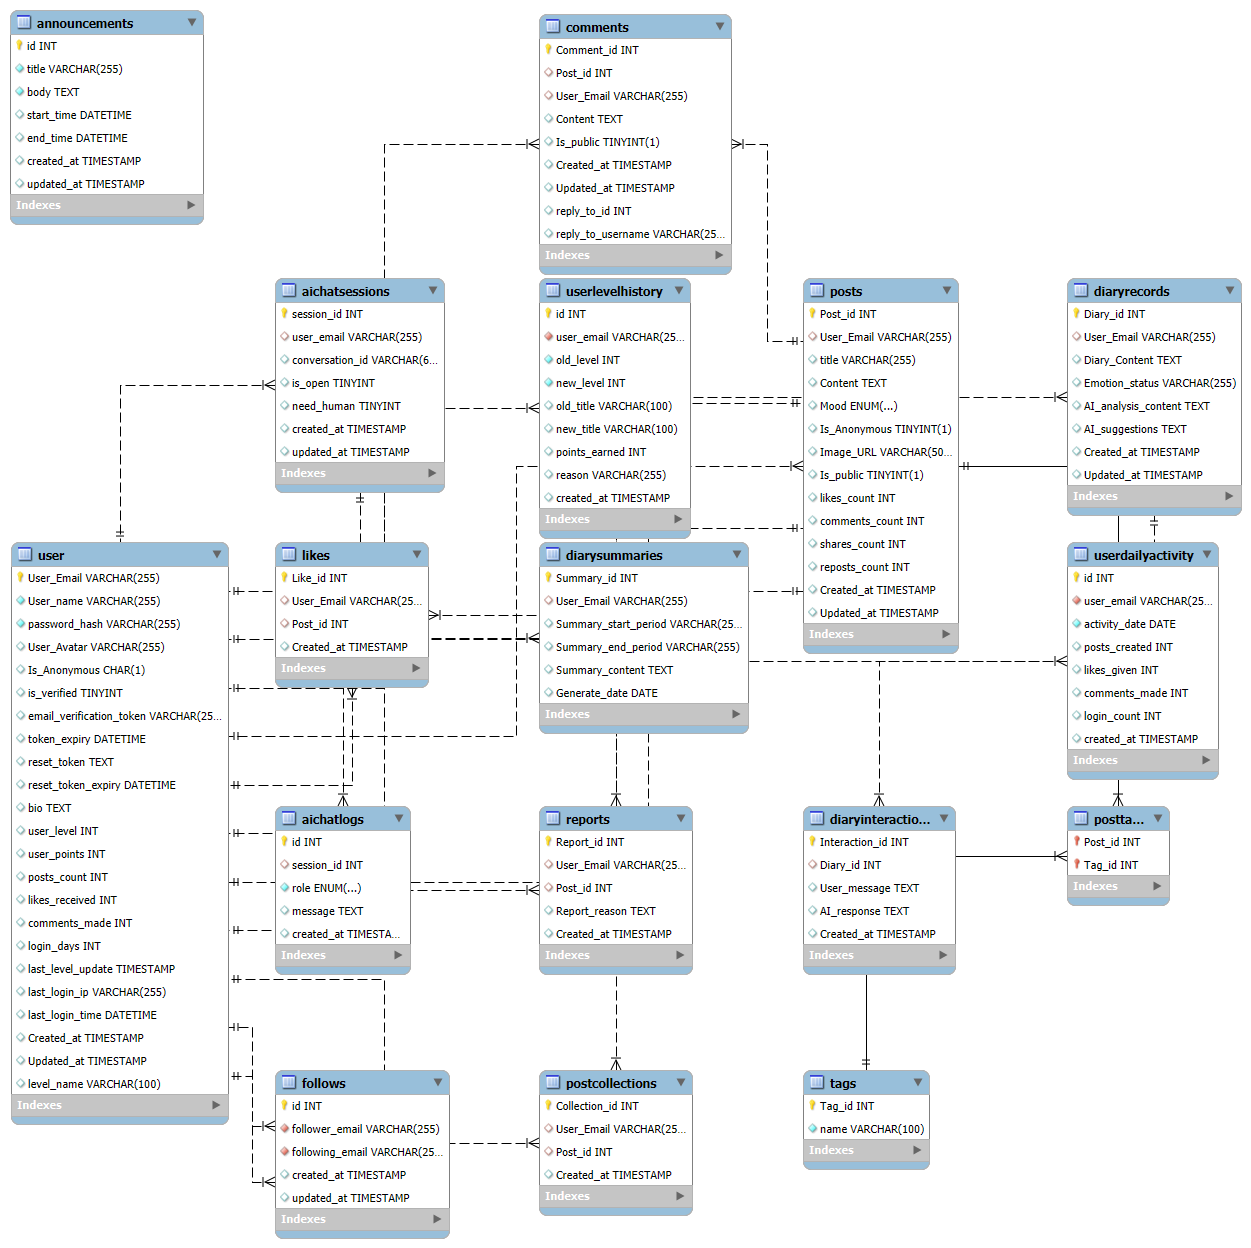 announcements
id INT
title VARCHAR(255)
body TEXT
start_time DATETIME
end_time DATETIME
created_at TIMESTAMP
updated_at TIMESTAMP
Indexes
comments
Comment_id INT
Post_id INT
User_Email VARCHAR(255)
Content TEXT
Is_public TINYINT(1)
Created_at TIMESTAMP
Updated_at TIMESTAMP
reply_to_id INT
reply_to_username VARCHAR(25...
Indexes
aichatsessions
session_id INT
user_email VARCHAR(255)
conversation_id VARCHAR(6...
is_open TINYINT
need_human TINYINT
created_at TIMESTAMP
updated_at TIMESTAMP
Indexes
userlevelhistory
id INT
user_email VARCHAR(25...
old_level INT
new_level INT
old_title VARCHAR(100)
new_title VARCHAR(100)
points_earned INT
reason VARCHAR(255)
created_at TIMESTAMP
Indexes
posts
Post_id INT
User_Email VARCHAR(255)
title VARCHAR(255)
Content TEXT
Mood ENUM(...)
Is_Anonymous TINYINT(1)
Image_URL VARCHAR(50...
Is_public TINYINT(1)
likes_count INT
comments_count INT
shares_count INT
reposts_count INT
Created_at TIMESTAMP
Updated_at TIMESTAMP
Indexes
diaryrecords
Diary_id INT
User_Email VARCHAR(255)
Diary_Content TEXT
Emotion_status VARCHAR(255)
AI_analysis_content TEXT
AI_suggestions TEXT
Created_at TIMESTAMP
Updated_at TIMESTAMP
Indexes
user
User_Email VARCHAR(255)
User_name VARCHAR(255)
password_hash VARCHAR(255)
User_Avatar VARCHAR(255)
Is_Anonymous CHAR(1)
is_verified TINYINT
email_verification_token VARCHAR(25...
token_expiry DATETIME
reset_token TEXT
reset_token_expiry DATETIME
bio TEXT
user_level INT
user_points INT
posts_count INT
likes_received INT
comments_made INT
login_days INT
last_level_update TIMESTAMP
last_login_ip VARCHAR(255)
last_login_time DATETIME
Created_at TIMESTAMP
Updated_at TIMESTAMP
level_name VARCHAR(100)
Indexes
likes
Like_id INT
User_Email VARCHAR(25...
Post_id INT
Created_at TIMESTAMP
Indexes
diarysummaries
Summary_id INT
User_Email VARCHAR(255)
Summary_start_period VARCHAR(25...
Summary_end_period VARCHAR(255)
Summary_content TEXT
Generate_date DATE
Indexes
userdailyactivity
id INT
user_email VARCHAR(25...
activity_date DATE
posts_created INT
likes_given INT
comments_made INT
login_count INT
created_at TIMESTAMP
Indexes
aichatlogs
id INT
session_id INT
role ENUM(...)
message TEXT
created_at TIMESTA...
Indexes
reports
Report_id INT
User_Email VARCHAR(25...
Post_id INT
Report_reason TEXT
Created_at TIMESTAMP
Indexes
diaryinteractio...
Interaction_id INT
Diary_id INT
User_message TEXT
AI_response TEXT
Created_at TIMESTAMP
Indexes
postta...
Post_id INT
Tag_id INT
Indexes
follows
id INT
follower_email VARCHAR(255)
following_email VARCHAR(25...
created_at TIMESTAMP
updated_at TIMESTAMP
Indexes
postcollections
Collection_id INT
User_Email VARCHAR(25...
Post_id INT
Created_at TIMESTAMP
Indexes
tags
Tag_id INT
name VARCHAR(100)
Indexes